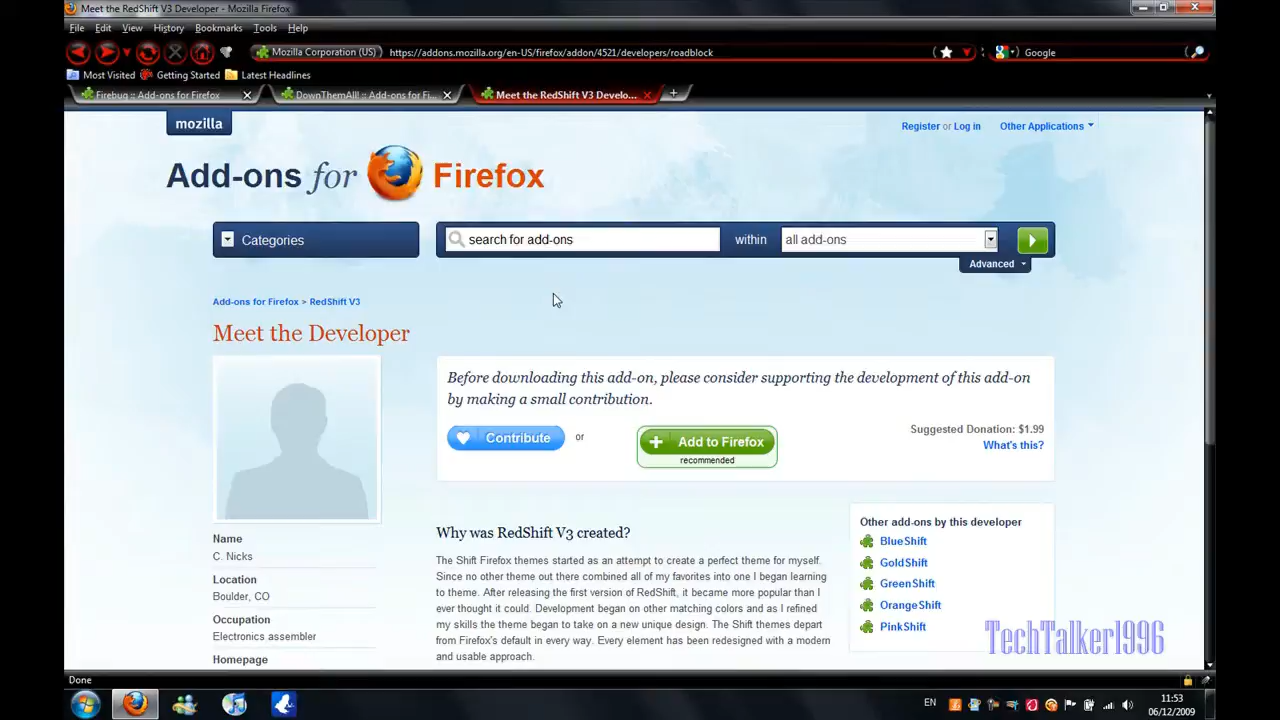 Meet the RedShift V3 Developer - Mozilla Firefox
File Edit View History Bookmarks Tools Help
Mozilla Corporation (US) https://addons.mozilla.org/en-US/firefox/addon/4521/developers/roadblock Google
Most Visited Getting Started Latest Headlines
Firebug :: Add-ons for Firefox DownThemAll! :: Add-ons for Fi... Meet the RedShift V3 Develo...
mozilla
Register or Log in Other Applications
Add-ons for Firefox
Categories search for add-ons within all add-ons
Advanced
Add-ons for Firefox > RedShift V3
Meet the Developer
Before downloading this add-on, please consider supporting the development of this add-on
by making a small contribution.
Contribute or Add to Firefox
recommended
Suggested Donation: $1.99
What's this?
Name
C. Nicks
Location
Boulder, CO
Occupation
Electronics assembler
Homepage
Why was RedShift V3 created?
The Shift Firefox themes started as an attempt to create a perfect theme for myself.
Since no other theme out there combined all of my favorites into one I began learning
to theme. After releasing the first version of RedShift, it became more popular than I
ever thought it could. Development began on other matching colors and as I refined
my skills the theme began to take on a new unique design. The Shift themes depart
from Firefox's default in every way. Every element has been redesigned with a modern
and usable approach.
Other add-ons by this developer
BlueShift
GoldShift
GreenShift
OrangeShift
PinkShift
TechTalker1996
Done
EN
11:53
06/12/2009